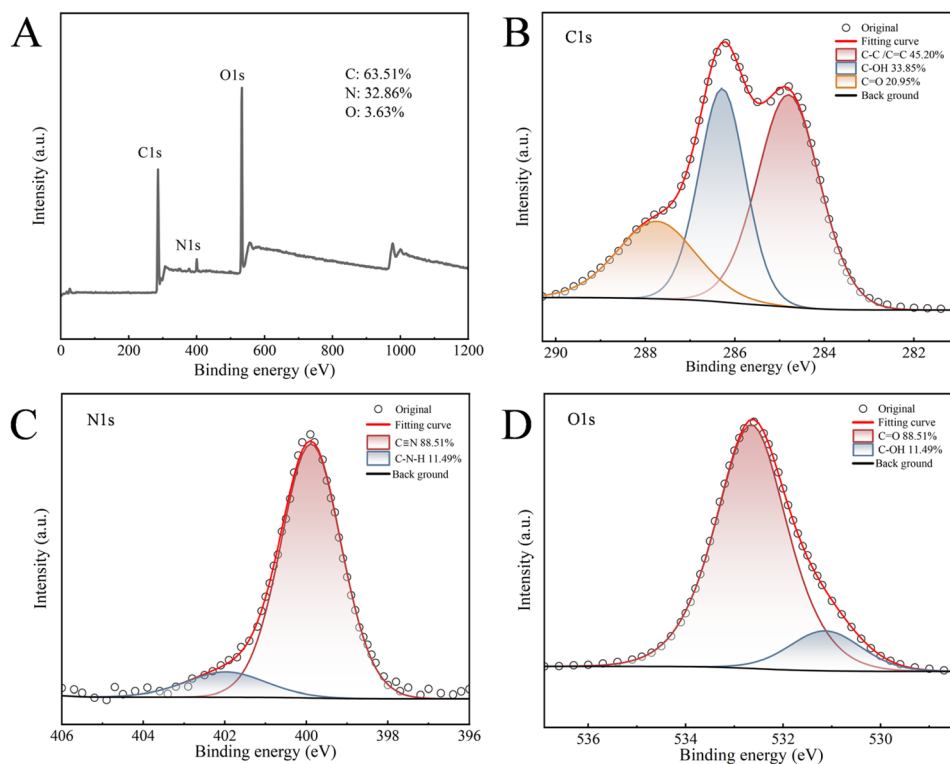 A
O1s
C: 63.51%
N: 32.86%
O: 3.63%
C1s
N1s
Intensity (a.u.)
0 200 400 600 800 1000 1200
Binding energy (eV)
B
C1s
Original
Fitting curve
C-C /C=C 45.20%
C-OH 33.85%
C=O 20.95%
Back ground
Intensity (a.u.)
290 288 286 284 282
Binding energy (eV)
C
N1s
Original
Fitting curve
C≡N 88.51%
C-N-H 11.49%
Back ground
Intensity (a.u.)
406 404 402 400 398 396
Binding energy (eV)
D
O1s
Original
Fitting curve
C=O 88.51%
C-OH 11.49%
Back ground
Intensity (a.u.)
536 534 532 530
Binding energy (eV)